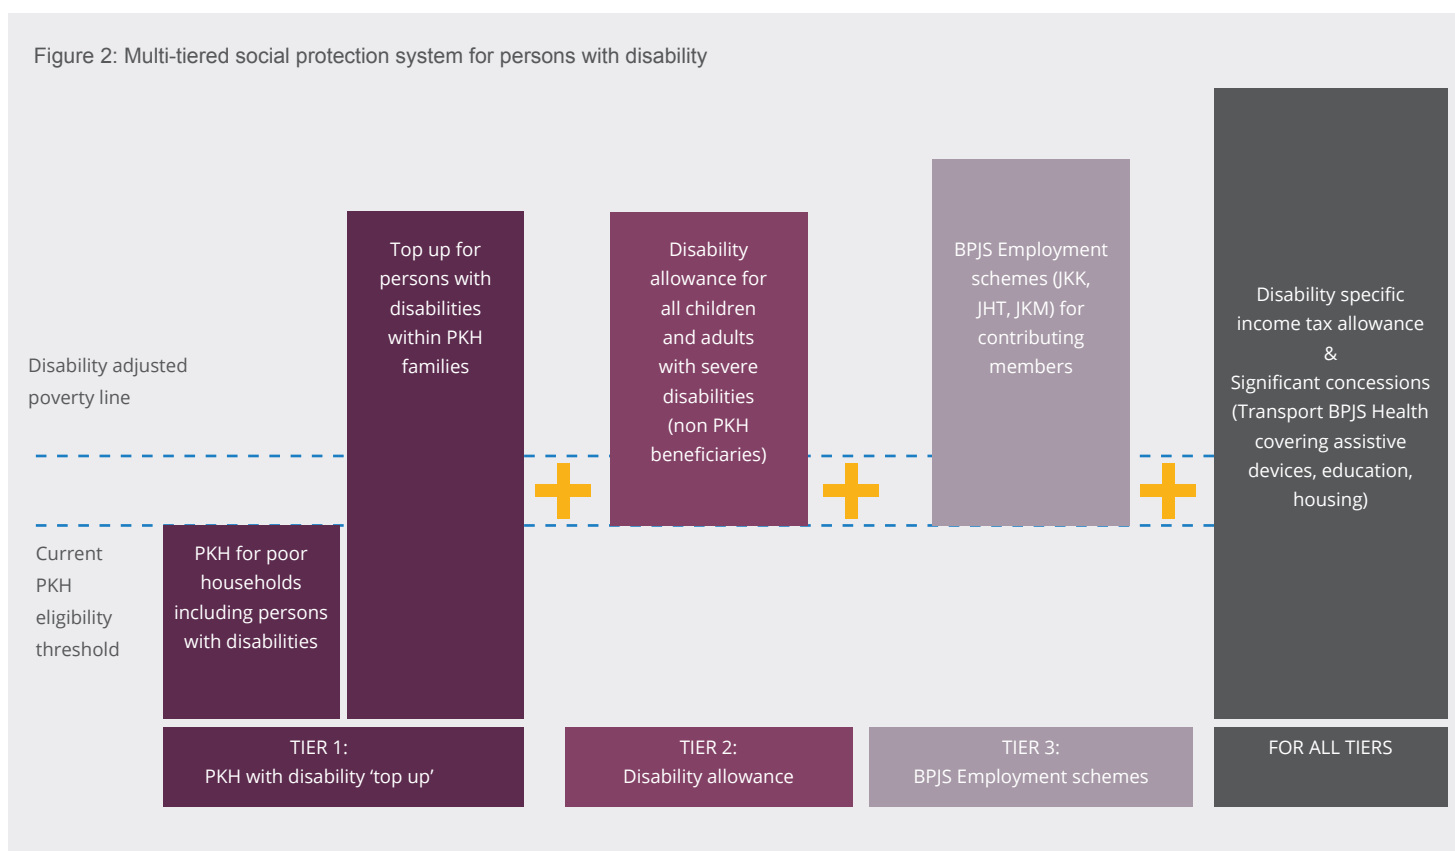 Figure 2: Multi-tiered social protection system for persons with disability
Disability adjusted
poverty line
Current
PKH
eligibility
threshold
PKH for poor
households
including persons
with disabilities
Top up for
persons with
disabilities
within PKH
families
Disability
allowance for
all children
and adults
with severe
disabilities
(non PKH
beneficiaries)
BPJS Employment
schemes (JKK,
JHT, JKM) for
contributing
members
Disability specific
income tax allowance
&
Significant concessions
(Transport BPJS Health
covering assistive
devices, education,
housing)
TIER 1:
PKH with disability ‘top up’
TIER 2:
Disability allowance
TIER 3:
BPJS Employment schemes
FOR ALL TIERS